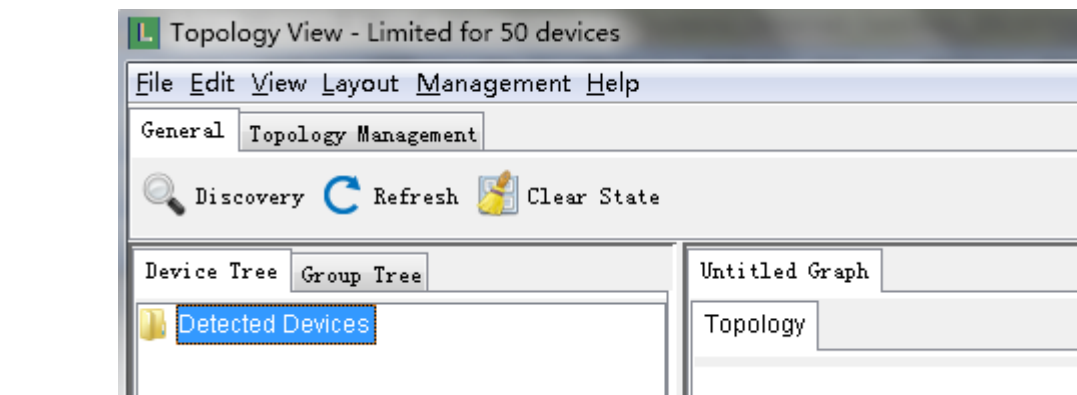 Topology View - Limited for 50 devices
File Edit View Layout Management Help
General Topology Management
Discovery Refresh Clear State
Device Tree Group Tree
Untitled Graph
Detected Devices
Topology